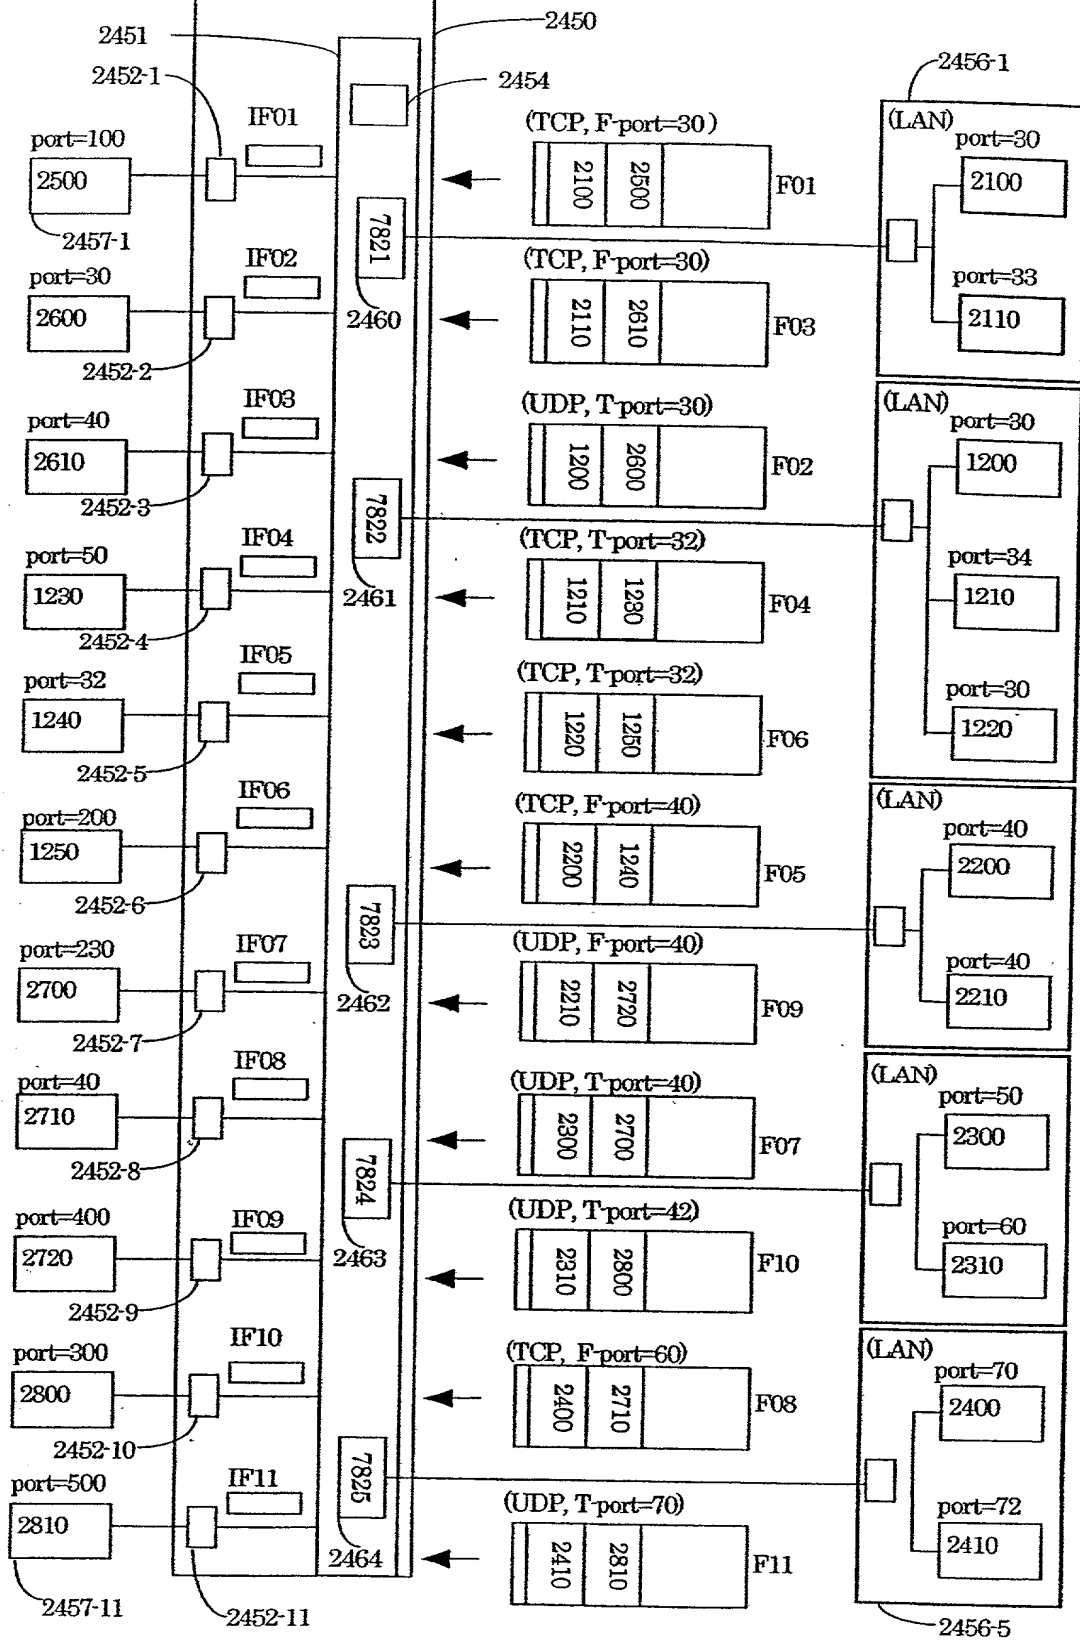 2450
2451
2452-1
2454
2456-1
(LAN)
IF01
(TCP, F-port=30)
port=100
2500
2457-1
2100
2500
F01
port=30
2100
7821
2460
IF02
port=30
2600
2452-2
(TCP, F-port=30)
2110
2610
F03
port=33
2110
IF03
port=40
2610
2452-3
(UDP, T-port=30)
1200
2600
F02
(LAN)
port=30
1200
7822
2461
IF04
port=50
1230
2452-4
(TCP, T-port=32)
1210
1230
F04
port=34
1210
IF05
port=32
1240
2452-5
(TCP, T-port=32)
1220
1250
F06
port=30
1220
IF06
port=200
1250
2452-6
(TCP, F-port=40)
2200
1240
F05
(LAN)
port=40
2200
7823
2462
IF07
port=230
2700
2452-7
(UDP, F-port=40)
2210
2720
F09
port=40
2210
IF08
port=40
2710
2452-8
(UDP, T-port=40)
2300
2700
F07
(LAN)
port=50
2300
7824
2463
IF09
port=400
2720
2452-9
(UDP, T-port=42)
2310
2800
F10
port=60
2310
IF10
port=300
2800
2452-10
(TCP, F-port=60)
2400
2710
F08
(LAN)
port=70
2400
7825
2464
IF11
port=500
2810
2457-11
2452-11
(UDP, T-port=70)
2410
2810
F11
port=72
2410
2456-5